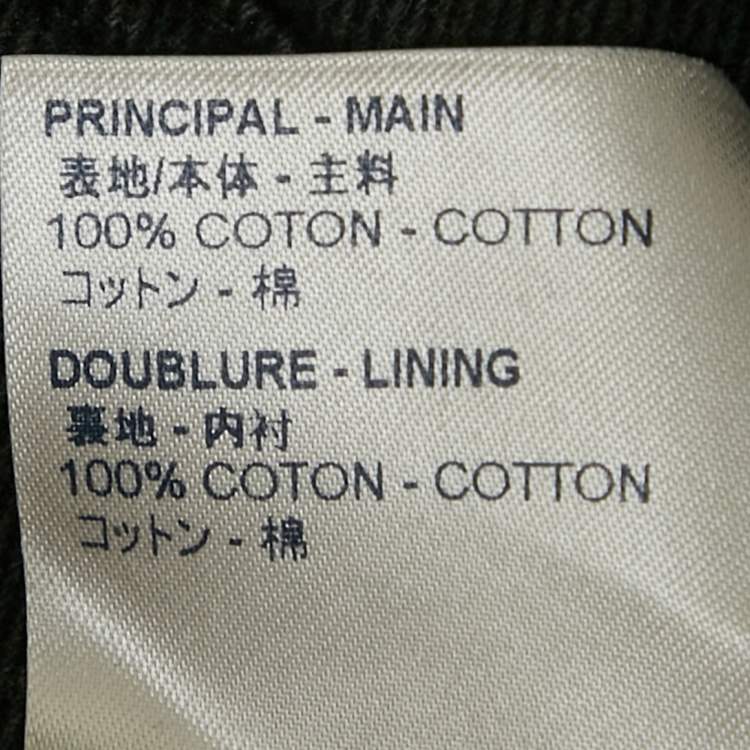 PRINCIPAL - MAIN
表地/本体 - 主料
100% COTON - COTTON
コットン - 棉
DOUBLURE - LINING
裏地 - 内衬
100% COTON - COTTON
コットン - 棉